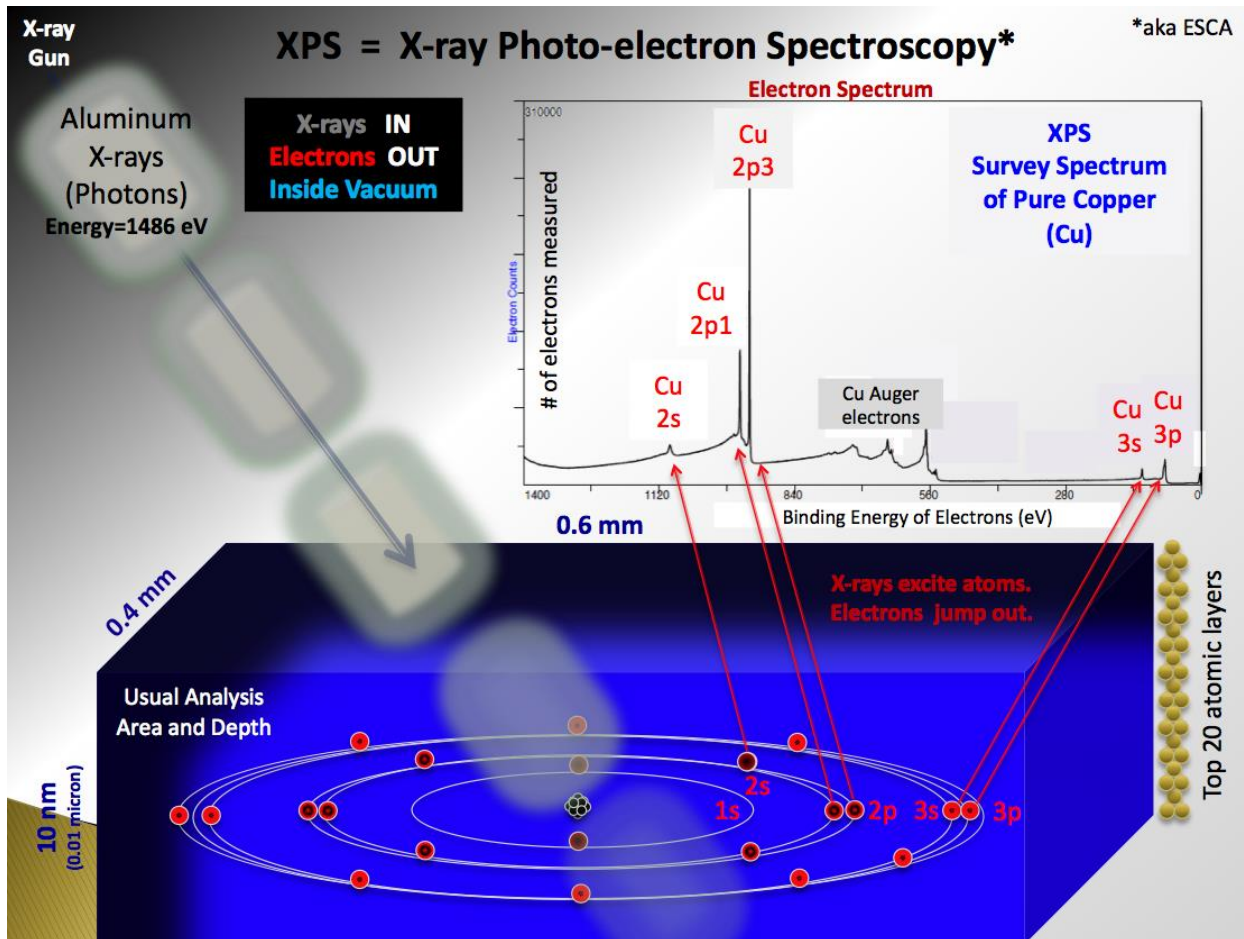 X-ray
Gun
XPS = X-ray Photo-electron Spectroscopy*
*aka ESCA
Aluminum
X-rays
(Photons)
Energy=1486 eV
X-rays IN
Electrons OUT
Inside Vacuum
Electron Spectrum
310000
Electron Counts
# of electrons measured
Cu
2p3
Cu
2p1
Cu
2s
Cu Auger
electrons
XPS
Survey Spectrum
of Pure Copper
(Cu)
Cu
3s
Cu
3p
1400 1120 840 560 280 0
Binding Energy of Electrons (eV)
0.6 mm
0.4 mm
X-rays excite atoms.
Electrons jump out.
Usual Analysis
Area and Depth
10 nm
(0.01 micron)
1s
2s
2p
3s
3p
Top 20 atomic layers